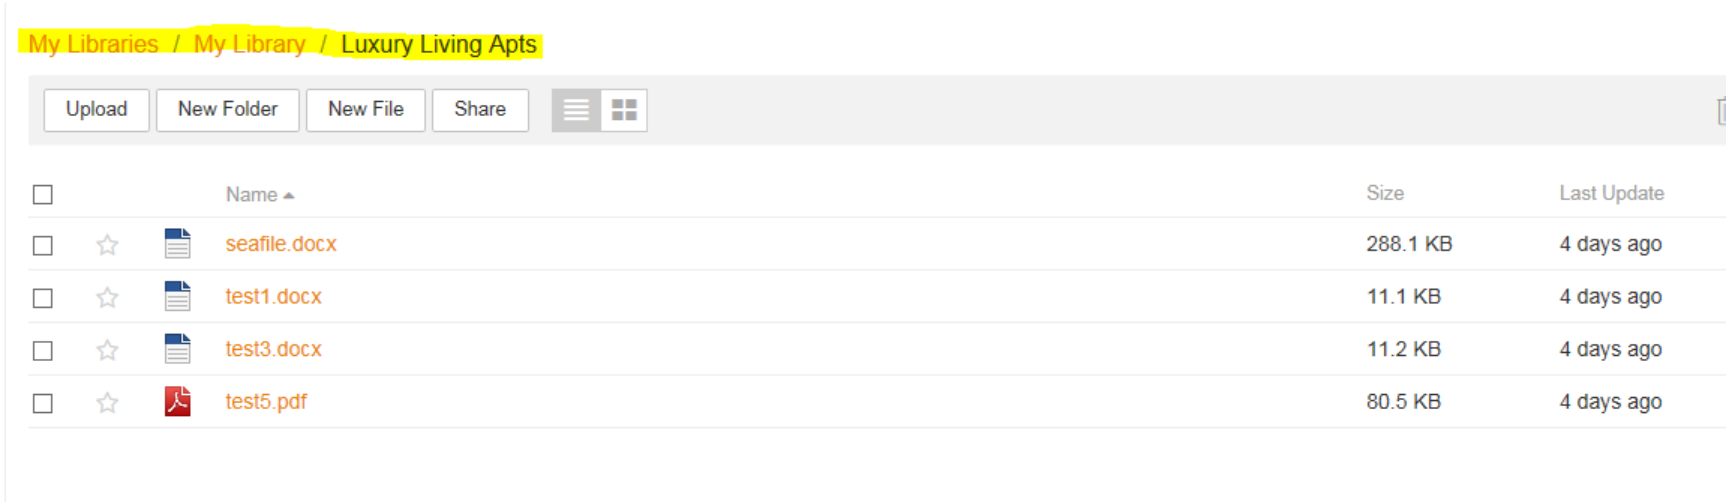 My Libraries / My Library / Luxury Living Apts
Upload New Folder New File Share
Name Size Last Update
seafile.docx 288.1 KB 4 days ago
test1.docx 11.1 KB 4 days ago
test3.docx 11.2 KB 4 days ago
test5.pdf 80.5 KB 4 days ago